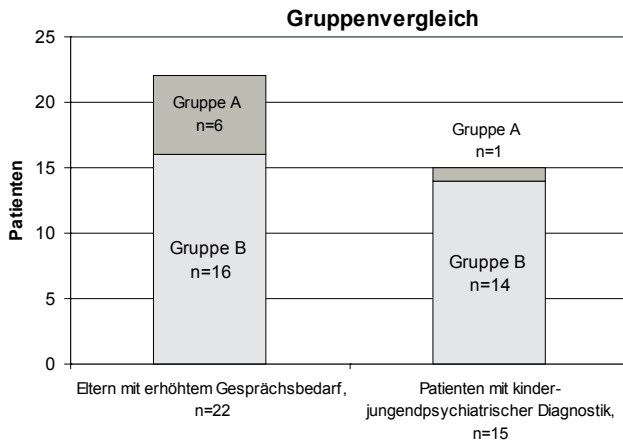 Gruppenvergleich
25
20
15
10
5
0
Patienten
Gruppe A
n=6
Gruppe B
n=16
Gruppe A
n=1
Gruppe B
n=14
Eltern mit erhöhtem Gesprächsbedarf,
n=22
Patienten mit kinder-
jungendpsychiatrischer Diagnostik,
n=15